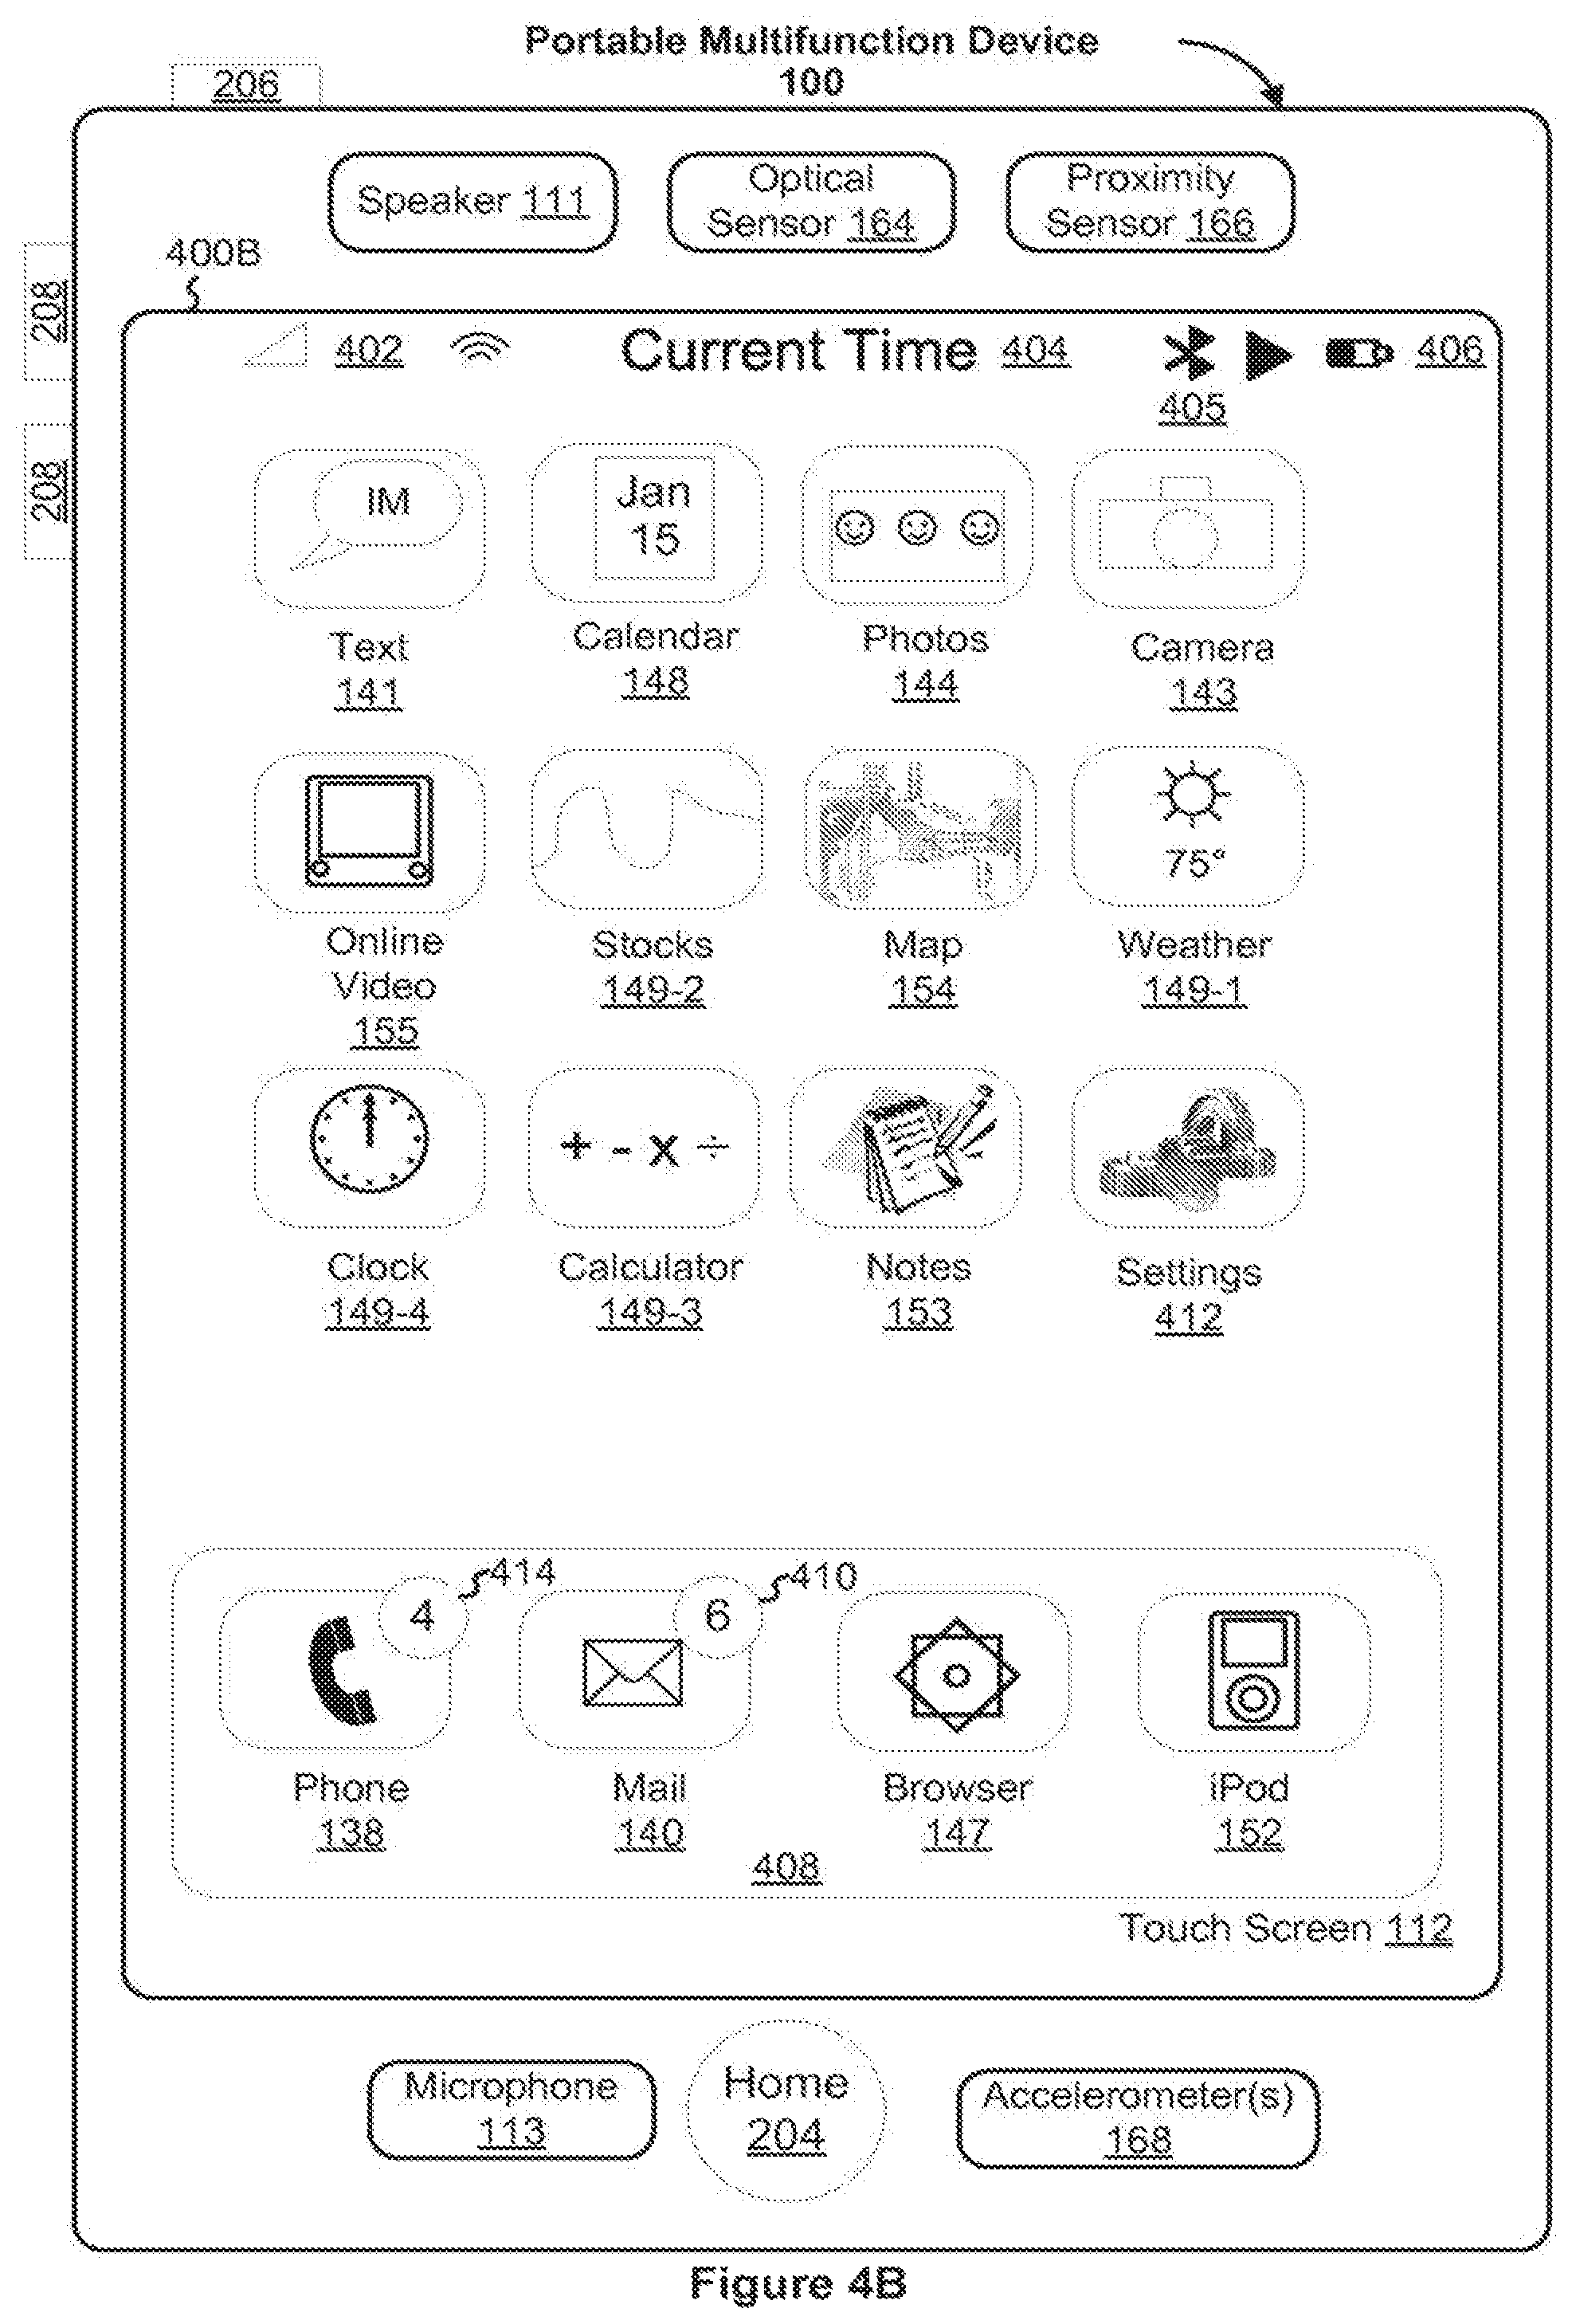 Portable Multifunction Device
100
206
Speaker 111
Optical
Sensor 164
Proximity
Sensor 166
400B
208
208
402
Current Time 404
406
405
IM
Jan
15
Text
141
Calendar
148
Photos
144
Camera
143
75°
Online
Video
155
Stocks
149-2
Map
154
Weather
149-1
+ - x ÷
Clock
149-4
Calculator
149-3
Notes
153
Settings
412
4
414
6
410
Phone
138
Mail
140
Browser
147
iPod
152
408
Touch Screen 112
Microphone
113
Home
204
Accelerometer(s)
168
Figure 4B